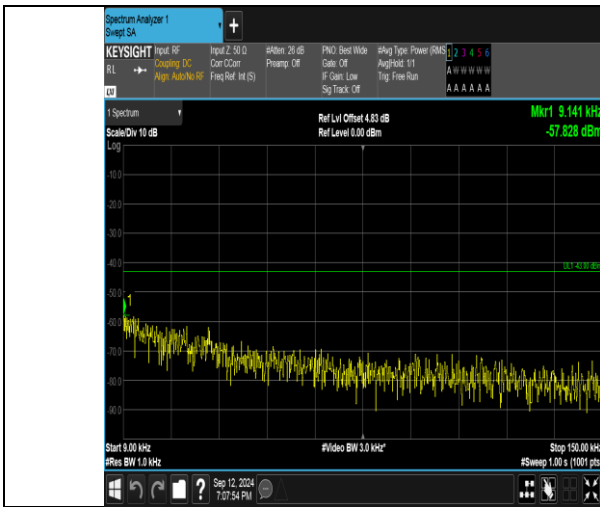 Spectrum Analyzer 1
Swept SA
KEYSIGHT Input: RF Input Z: 50 Ω #Atten: 26 dB PNO: Best Wide #Avg Type: Power (RMS 1 2 3 4 5 6
RL Coupling: DC Corr CCorr Preamp: Off Gate: Off Avg|Hold: 1/1 A W W W W W
Align: Auto/No RF Freq Ref: Int (S) IF Gain: Low Trig: Free Run
LXI Sig Track: Off A A A A A A
1 Spectrum Ref Lvl Offset 4.83 dB Mkr1 9.141 kHz
Scale/Div 10 dB Ref Level 0.00 dBm -57.828 dBm
Log
-10.0
-20.0
-30.0
-40.0
DL1 -43.00 dBm
-50.0
1
-60.0
-70.0
-80.0
-90.0
Start 9.00 kHz #Video BW 3.0 kHz* Stop 150.00 kHz
#Res BW 1.0 kHz #Sweep 1.00 s (1001 pts
? Sep 12, 2024
7:07:54 PM